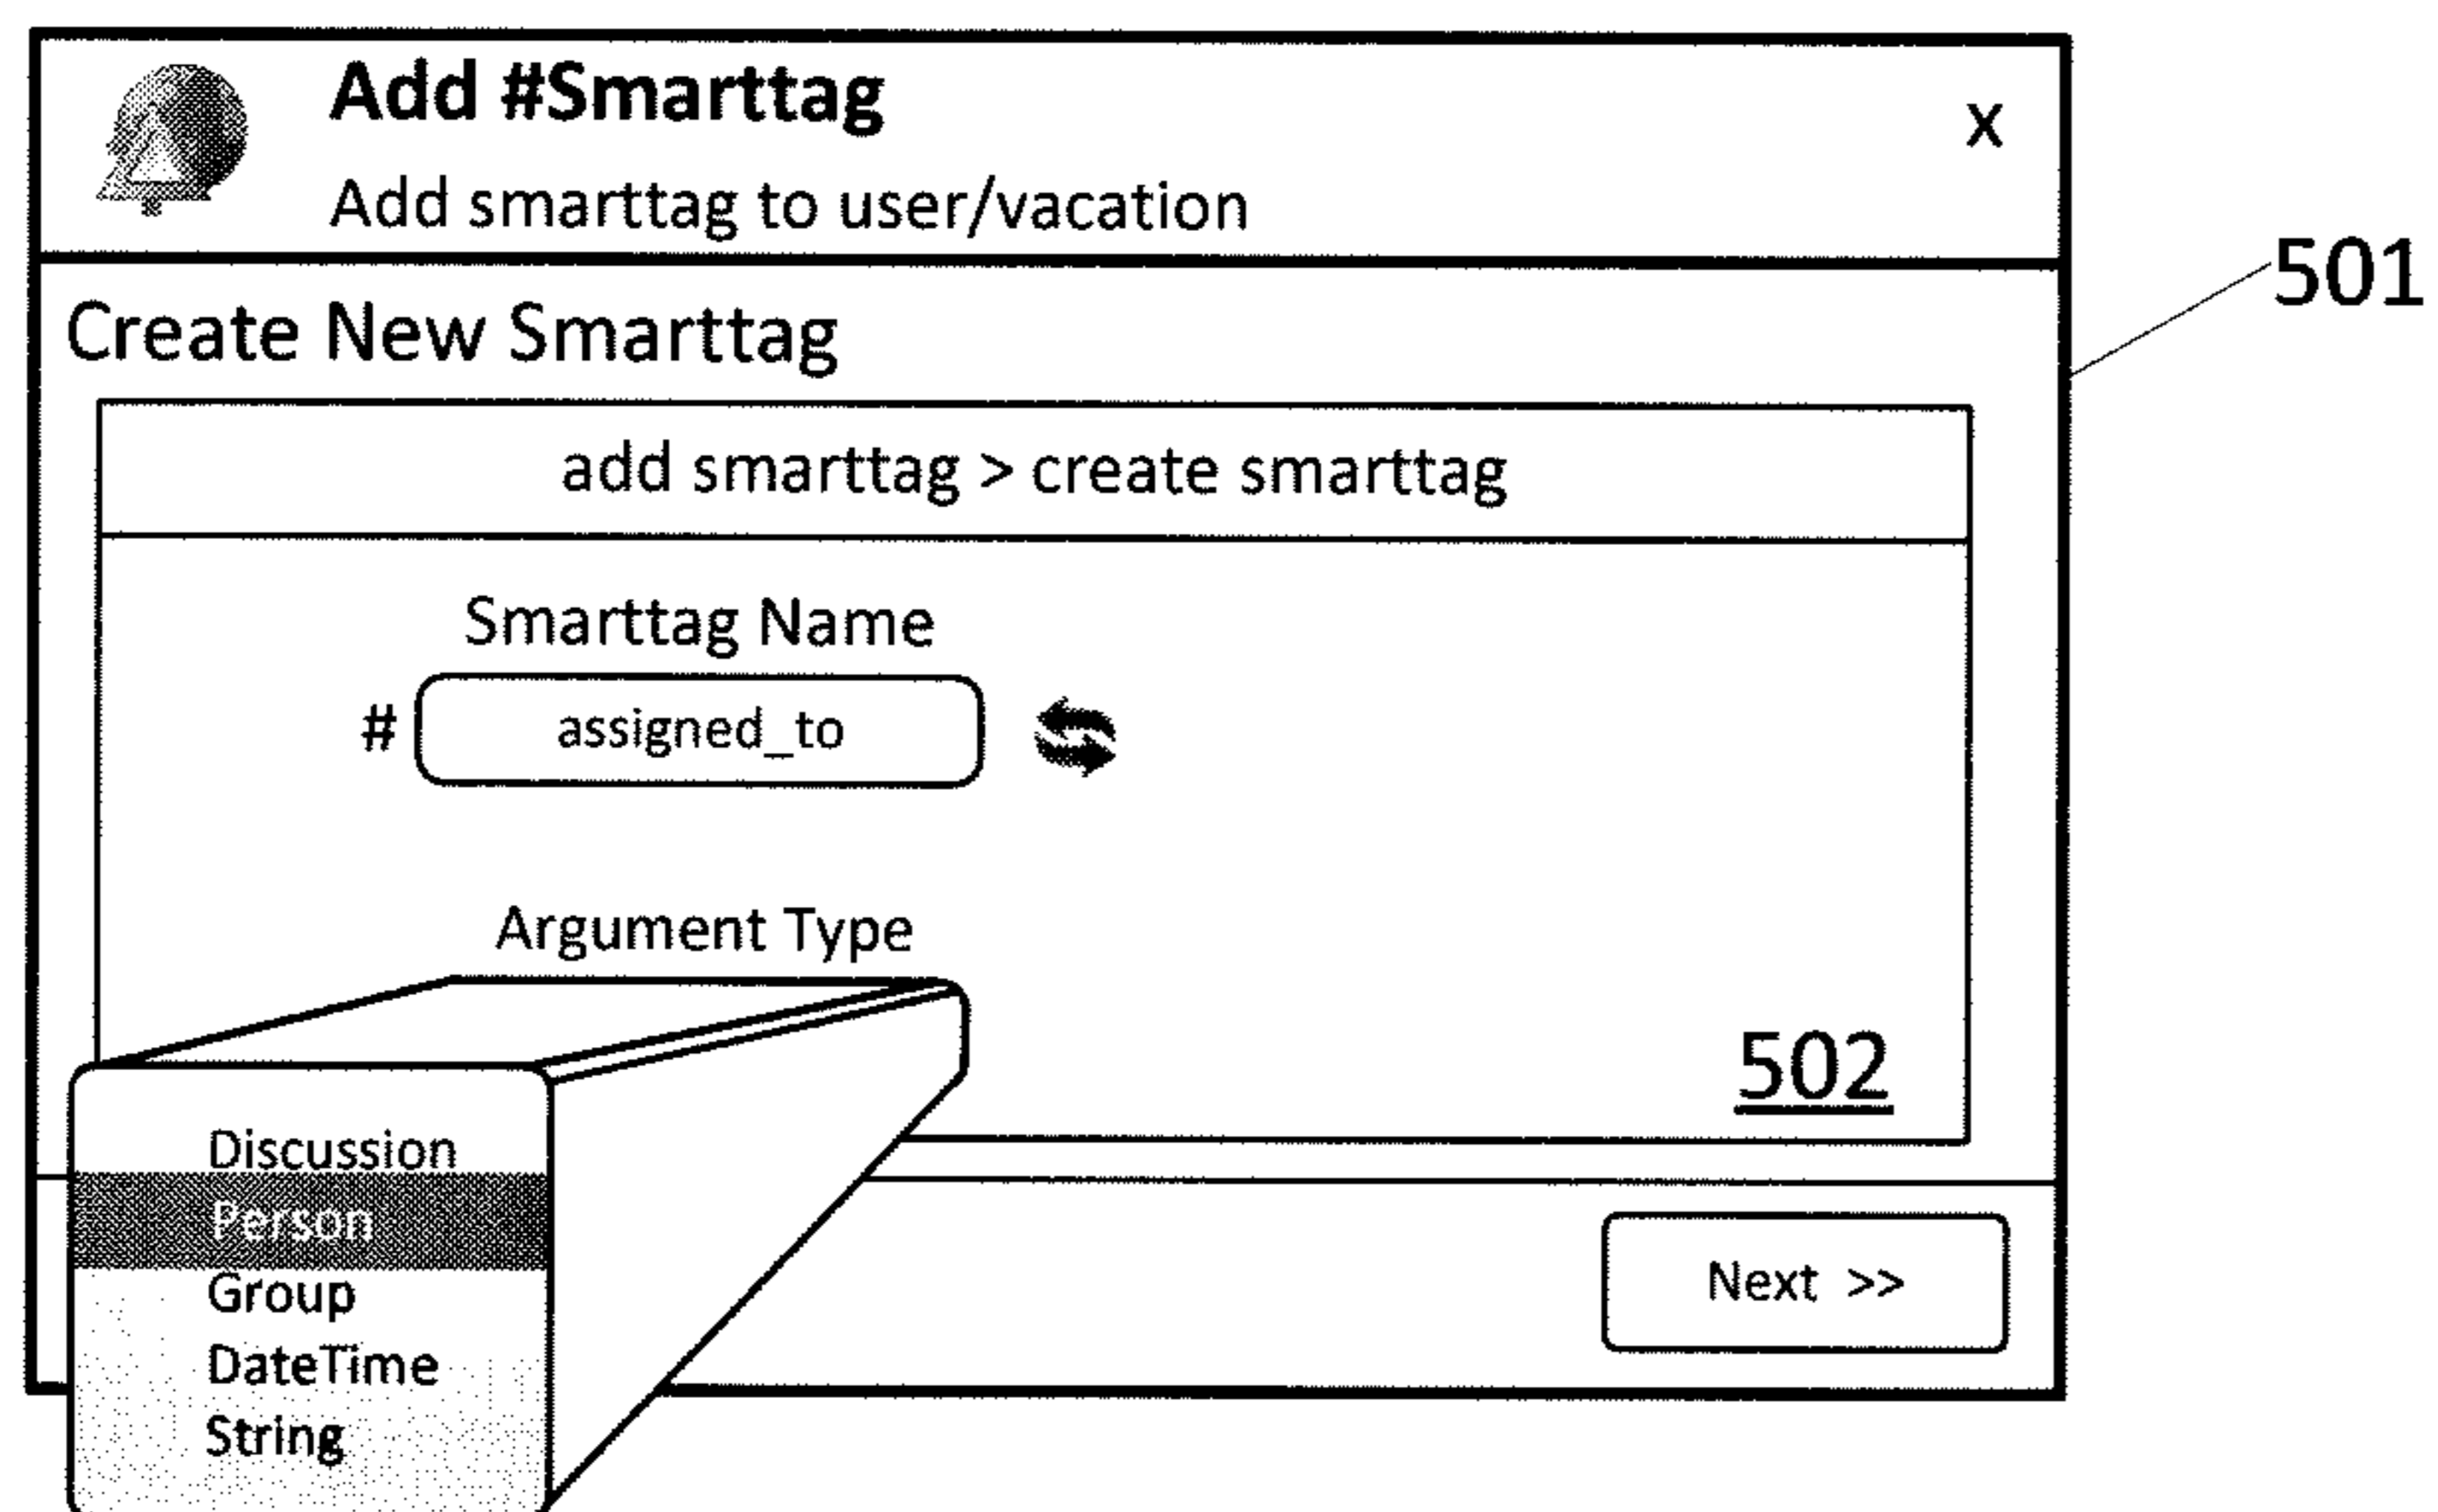 Add #Smarttag
x
Add smarttag to user/vacation
501
Create New Smarttag
add smarttag > create smarttag
Smarttag Name
# assigned_to
Argument Type
502
Discussion
Person
Group
DateTime
String
Next >>